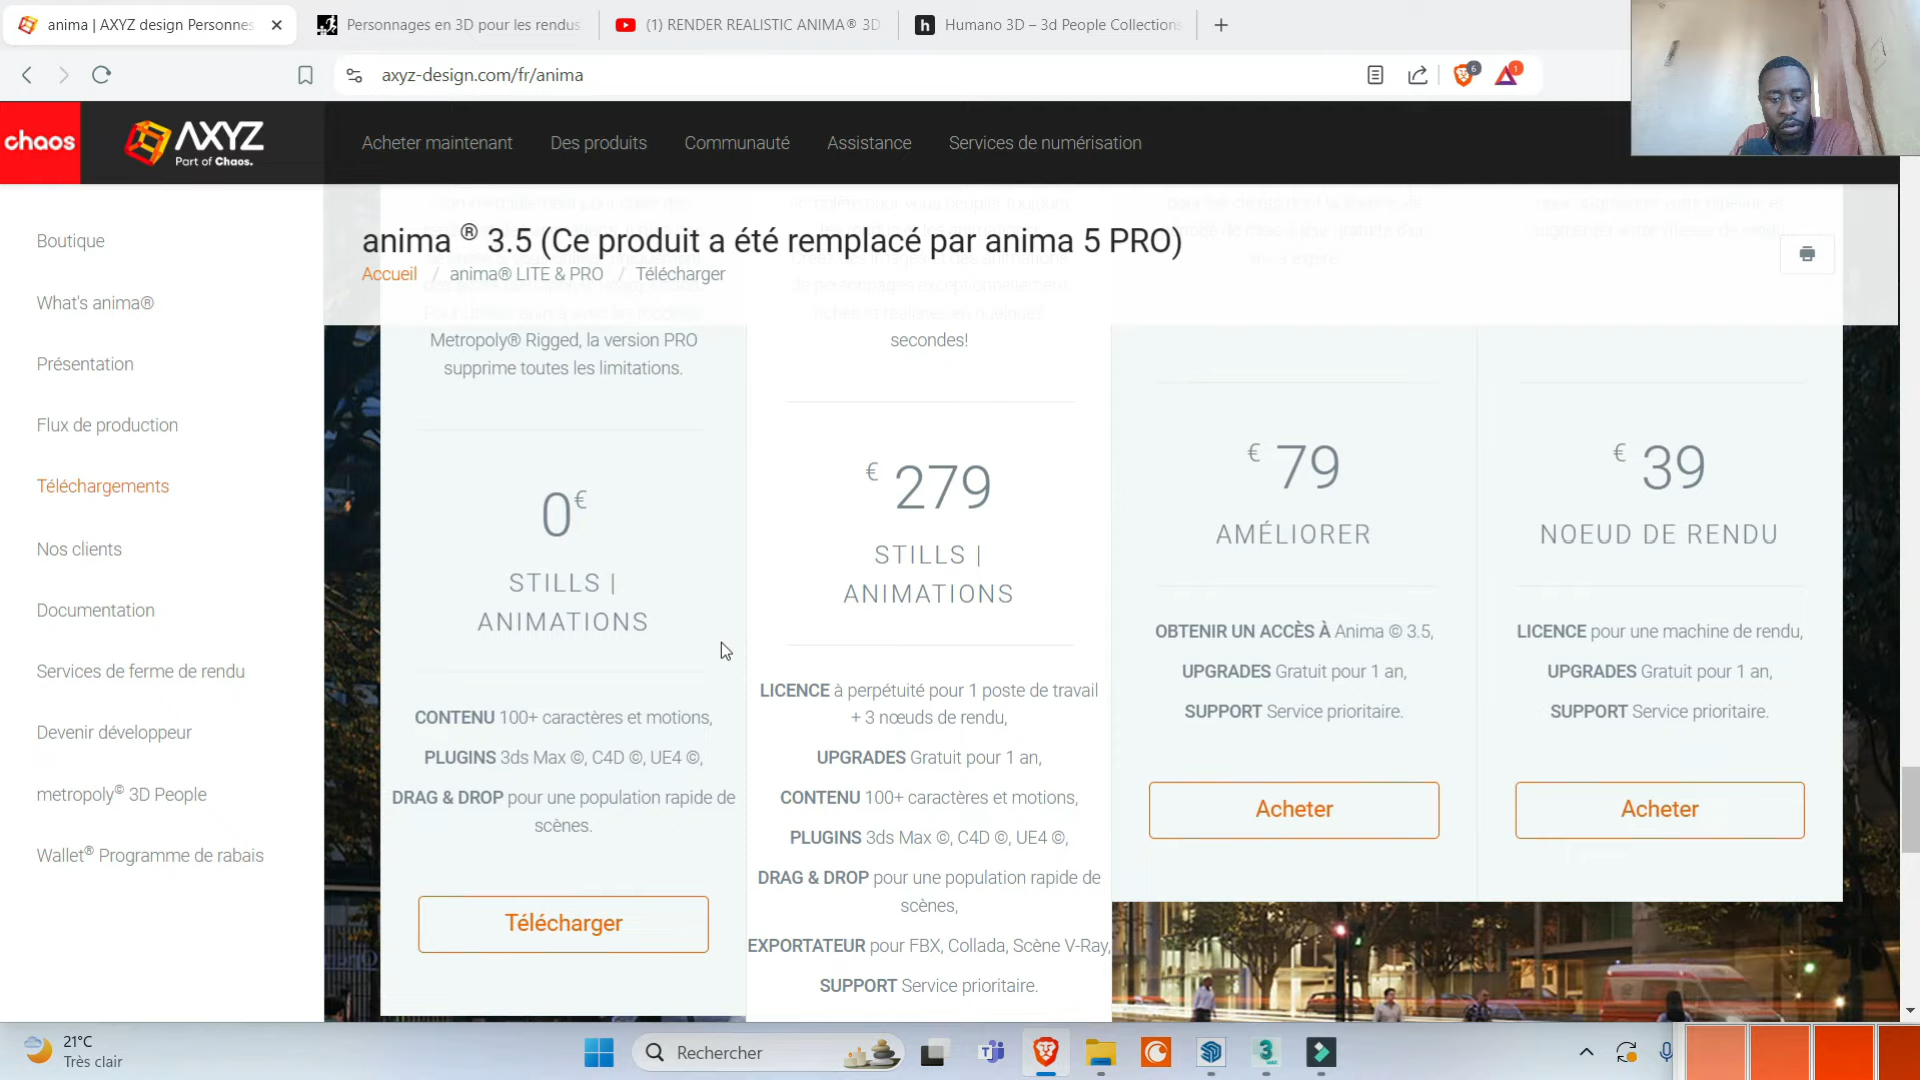 anima | AXYZ design Personnes
Personnages en 3D pour les rendus
(1) RENDER REALISTIC ANIMA® 3D
Humano 3D – 3d People Collections
axyz-design.com/fr/anima
6
1
chaos
AXYZ
Part of Chaos.
Acheter maintenant
Des produits
Communauté
Assistance
Services de numérisation
anima ® 3.5 (Ce produit a été remplacé par anima 5 PRO)
Accueil / anima® LITE & PRO / Télécharger
Boutique
What's anima®
Présentation
Flux de production
Téléchargements
Nos clients
Documentation
Services de ferme de rendu
Devenir développeur
metropoly© 3D People
Wallet® Programme de rabais
Metropoly® Rigged, la version PRO
supprime toutes les limitations.
0€
STILLS |
ANIMATIONS
CONTENU 100+ caractères et motions,
PLUGINS 3ds Max ©, C4D ©, UE4 ©,
DRAG & DROP pour une population rapide de
scènes.
Télécharger
secondes!
€ 279
STILLS |
ANIMATIONS
LICENCE à perpétuité pour 1 poste de travail
+ 3 nœuds de rendu,
UPGRADES Gratuit pour 1 an,
CONTENU 100+ caractères et motions,
PLUGINS 3ds Max ©, C4D ©, UE4 ©,
DRAG & DROP pour une population rapide de
scènes,
EXPORTATEUR pour FBX, Collada, Scène V-Ray,
SUPPORT Service prioritaire.
€ 79
AMÉLIORER
OBTENIR UN ACCÈS À Anima © 3.5,
UPGRADES Gratuit pour 1 an,
SUPPORT Service prioritaire.
Acheter
€ 39
NOEUD DE RENDU
LICENCE pour une machine de rendu,
UPGRADES Gratuit pour 1 an,
SUPPORT Service prioritaire.
Acheter
21°C
Très clair
Rechercher